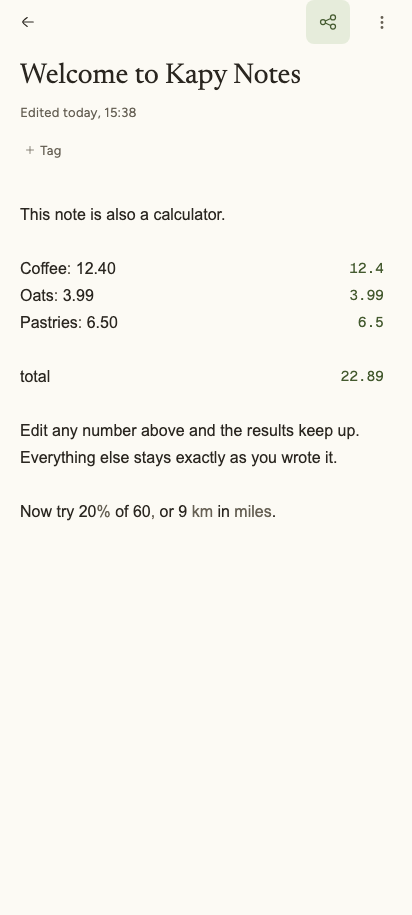 Welcome to Kapy Notes
Edited today, 15:38
+ Tag
This note is also a calculator.
Coffee: 12.40 12.4
Oats: 3.99 3.99
Pastries: 6.50 6.5
total 22.89
Edit any number above and the results keep up.
Everything else stays exactly as you wrote it.
Now try 20% of 60, or 9 km in miles.